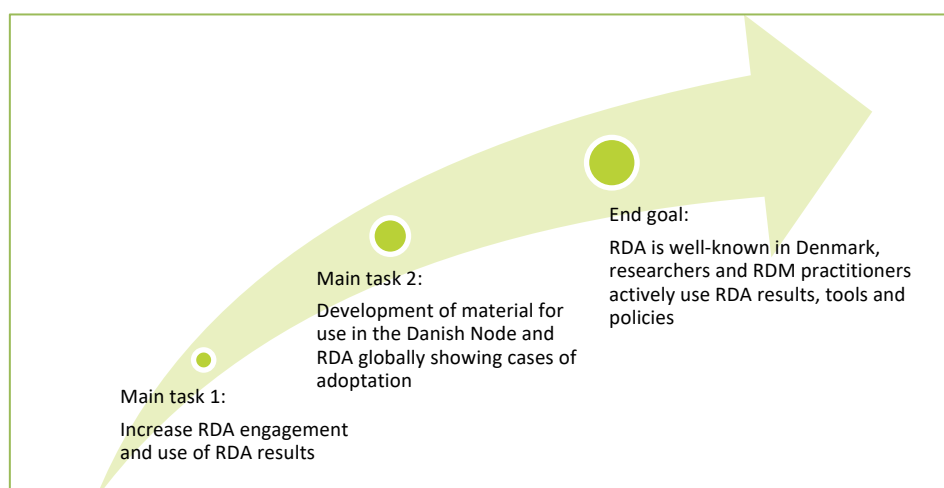 Main task 1:
Increase RDA engagement
and use of RDA results
Main task 2:
Development of material for
use in the Danish Node and
RDA globally showing cases of
adoptation
End goal:
RDA is well-known in Denmark,
researchers and RDM practitioners
actively use RDA results, tools and
policies